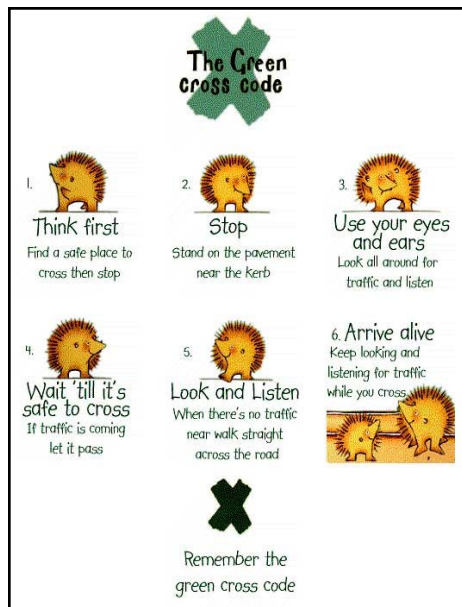 The Green
cross code
1.
Think first
Find a safe place to
cross then stop
2.
Stop
Stand on the pavement
near the kerb
3.
Use your eyes
and ears
Look all around for
traffic and listen
4.
Wait 'till it's
safe to cross
If traffic is coming
let it pass
5.
Look and Listen
When there's no traffic
near walk straight
across the road
6. Arrive alive
Keep looking and
listening for traffic
while you cross
Remember the
green cross code